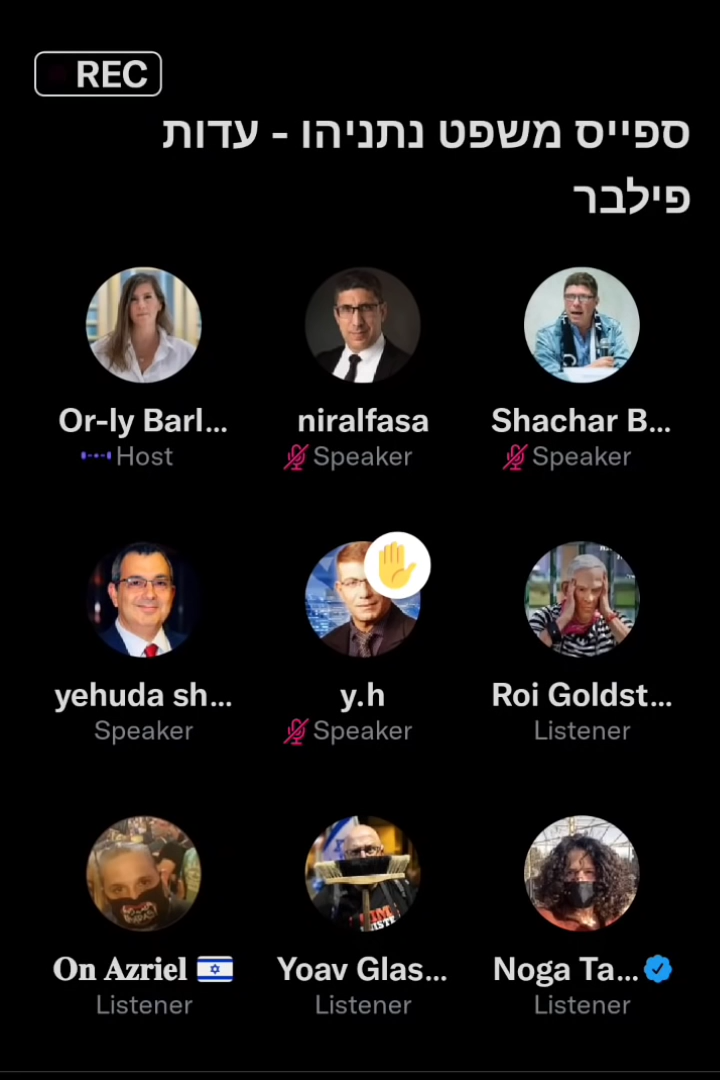 REC
ספייס משפט נתניהו - עדות
פילבר
Or-ly Barl...
niralfasa
Shachar B...
Host
Speaker
Speaker
yehuda sh...
y.h
Roi Goldst...
Speaker
Speaker
Listener
On Azriel 🇮🇱
Yoav Glas...
Noga Ta...
Listener
Listener
Listener